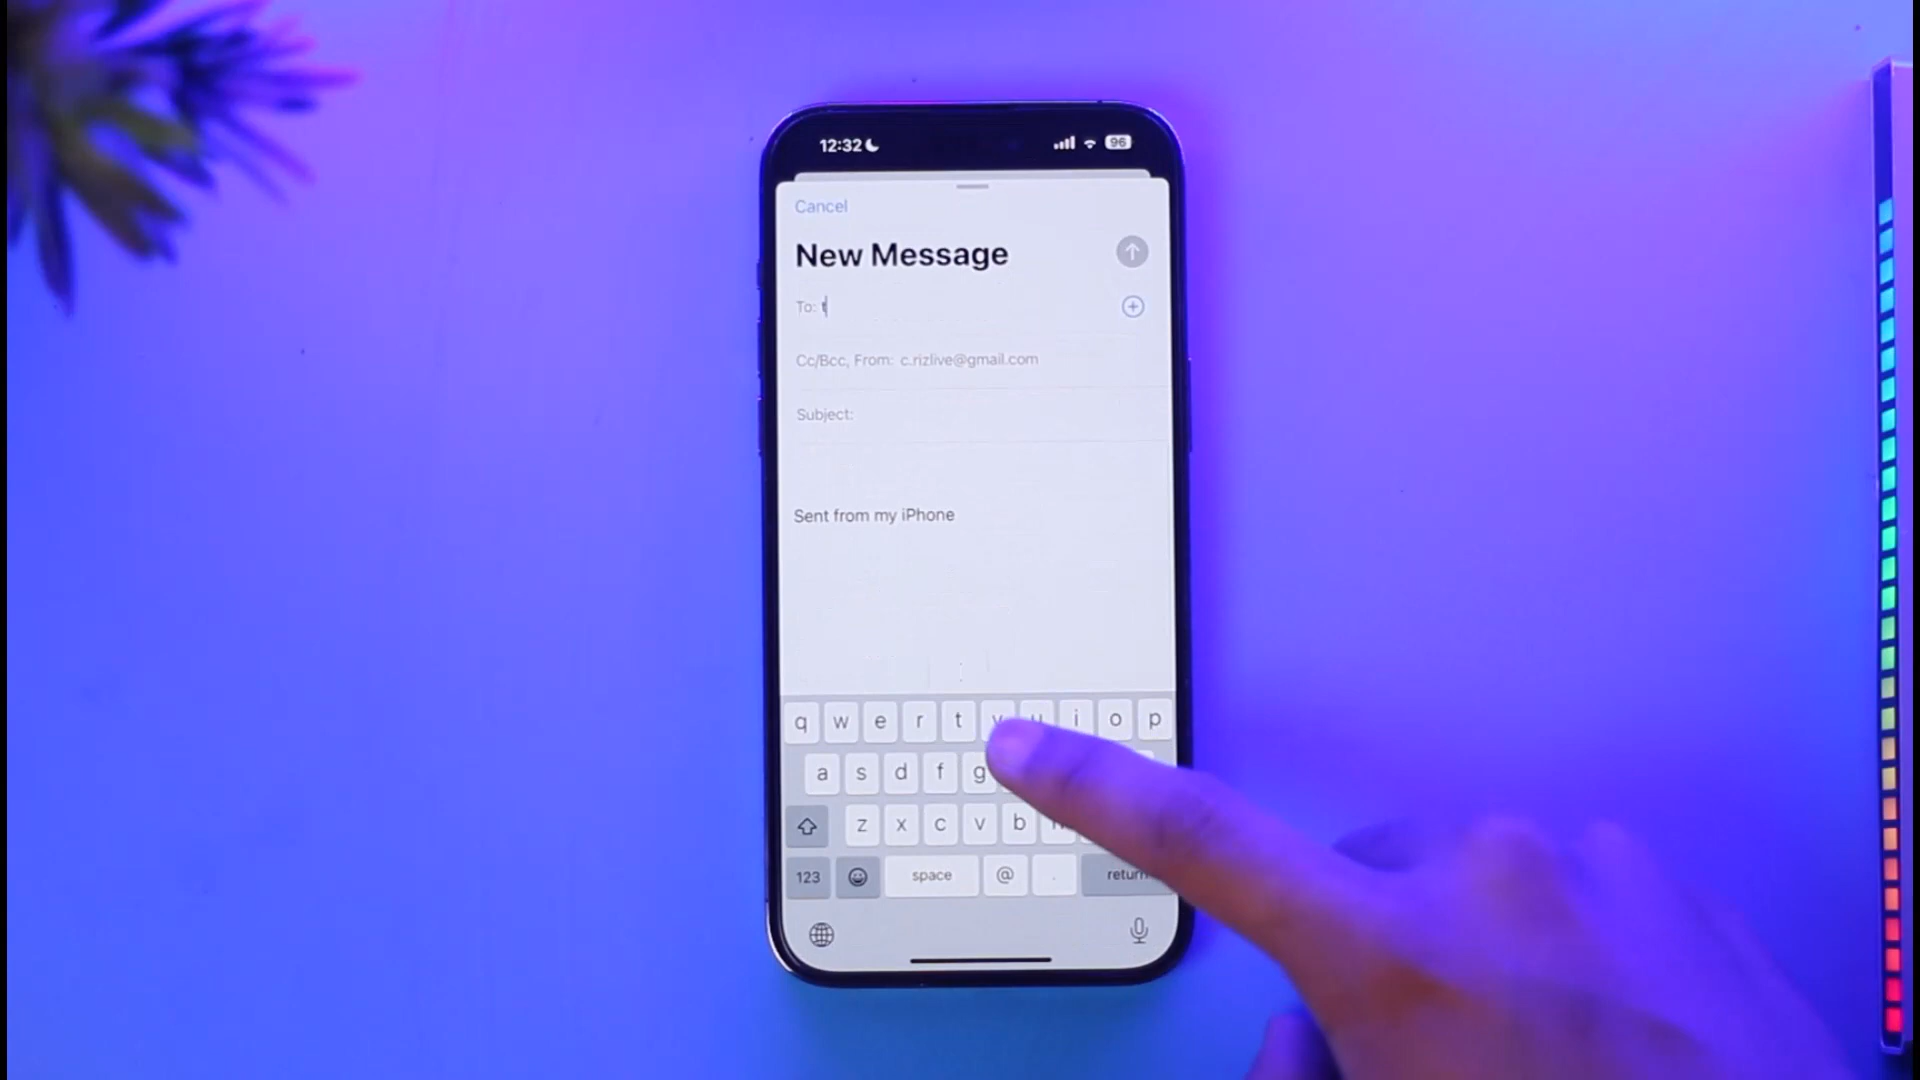 12:32 96
Cancel
New Message
To: t
Cc/Bcc, From: c.rizlive@gmail.com
Subject:
Sent from my iPhone
q w e r t y u i o p
a s d f g
z x c v b
123 space @ . return